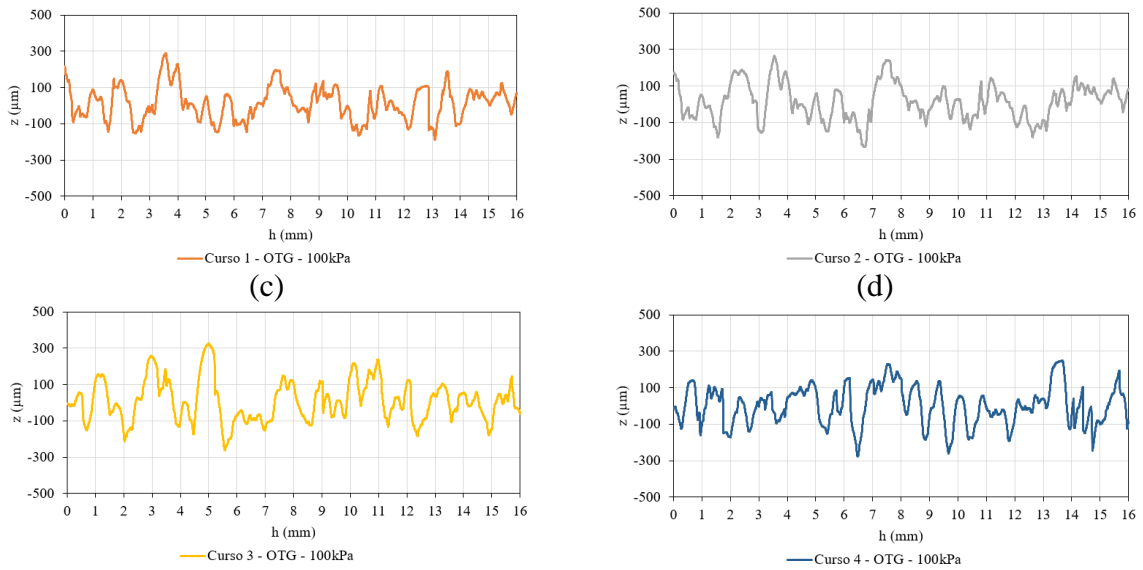 500
300
100
-100
-300
-500
z (µm)
0 1 2 3 4 5 6 7 8 9 10 11 12 13 14 15 16
h (mm)
Curso 1 - OTG - 100kPa
(c)
500
300
100
-100
-300
-500
z (µm)
0 1 2 3 4 5 6 7 8 9 10 11 12 13 14 15 16
h (mm)
Curso 2 - OTG - 100kPa
(d)
500
300
100
-100
-300
-500
z (µm)
0 1 2 3 4 5 6 7 8 9 10 11 12 13 14 15 16
h (mm)
Curso 3 - OTG - 100kPa
500
300
100
-100
-300
-500
z (µm)
0 1 2 3 4 5 6 7 8 9 10 11 12 13 14 15 16
h (mm)
Curso 4 - OTG - 100kPa